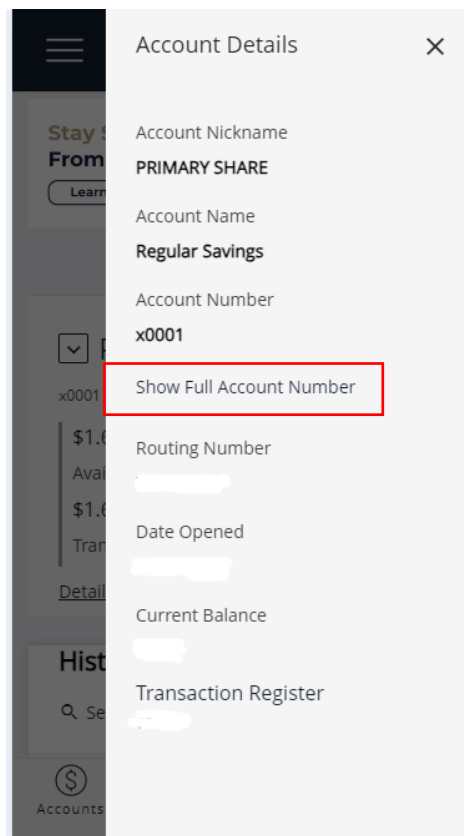 Account Details
Stay
From
Learn
Account Nickname
PRIMARY SHARE
Account Name
Regular Savings
Account Number
x0001
Show Full Account Number
x0001
$1.6
Avai
$1.6
Tran
Detail
Routing Number
Date Opened
Current Balance
Transaction Register
Hist
Se
$
Accounts